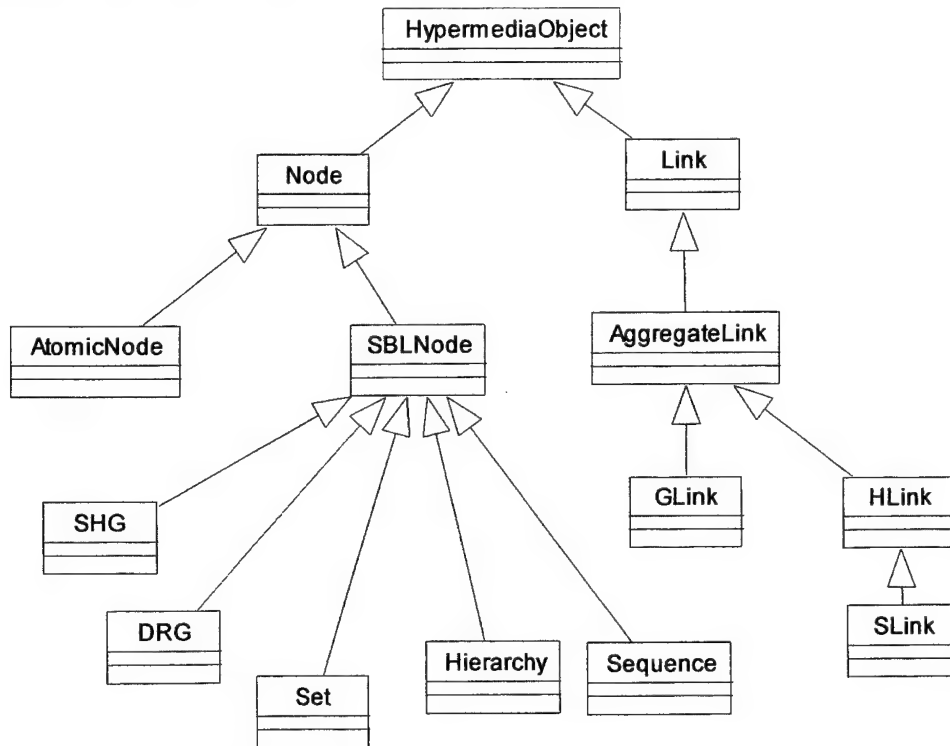 HypermediaObject
Node
Link
AtomicNode
SBLNode
AggregateLink
SHG
GLink
HLink
DRG
Set
Hierarchy
Sequence
SLink